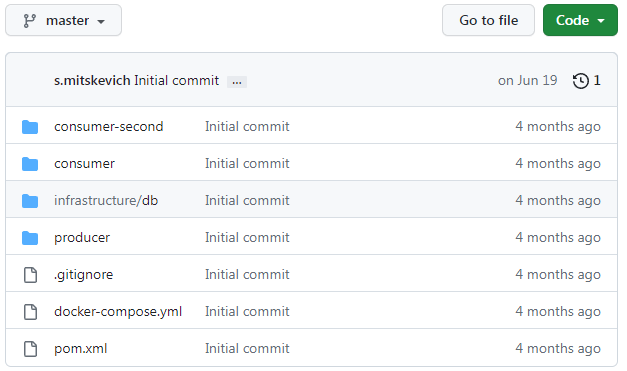 master Go to file Code
s.mitskevich Initial commit ... on Jun 19 1
consumer-second Initial commit 4 months ago
consumer Initial commit 4 months ago
infrastructure/db Initial commit 4 months ago
producer Initial commit 4 months ago
.gitignore Initial commit 4 months ago
docker-compose.yml Initial commit 4 months ago
pom.xml Initial commit 4 months ago